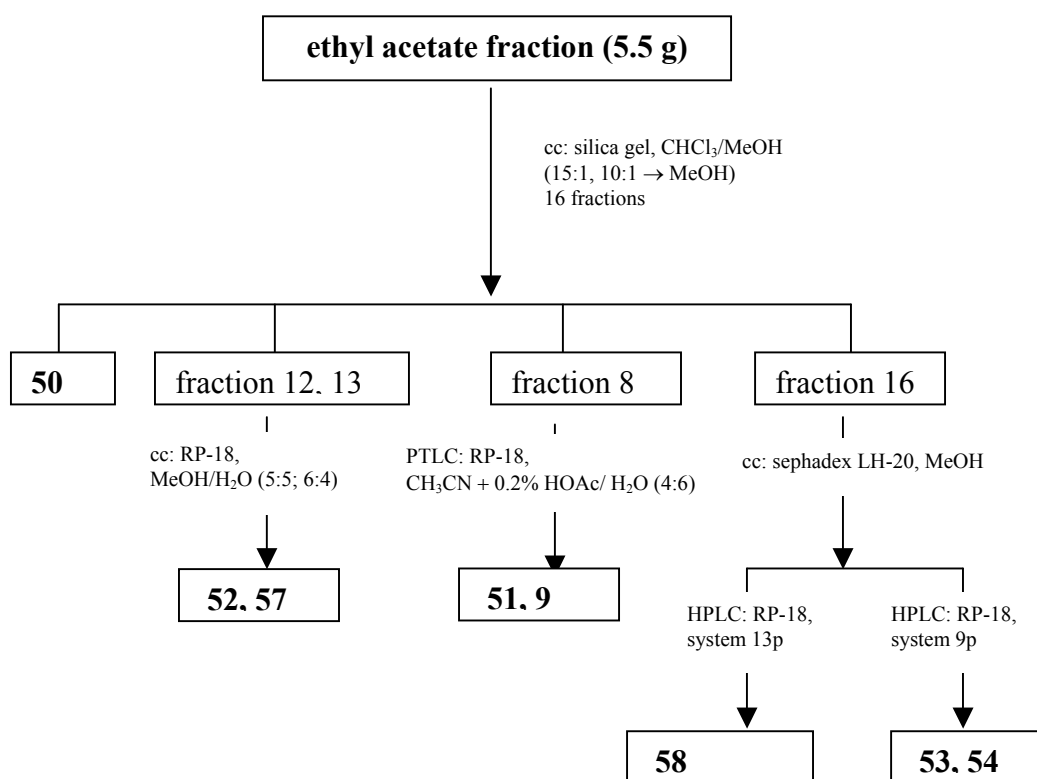 ethyl acetate fraction (5.5 g)
cc: silica gel, CHCl₃/MeOH
(15:1, 10:1 → MeOH)
16 fractions
50
fraction 12, 13
fraction 8
fraction 16
cc: RP-18,
MeOH/H₂O (5:5; 6:4)
PTLC: RP-18,
CH₃CN + 0.2% HOAc/ H₂O (4:6)
cc: sephadex LH-20, MeOH
52, 57
51, 9
HPLC: RP-18,
system 13p
HPLC: RP-18,
system 9p
58
53, 54